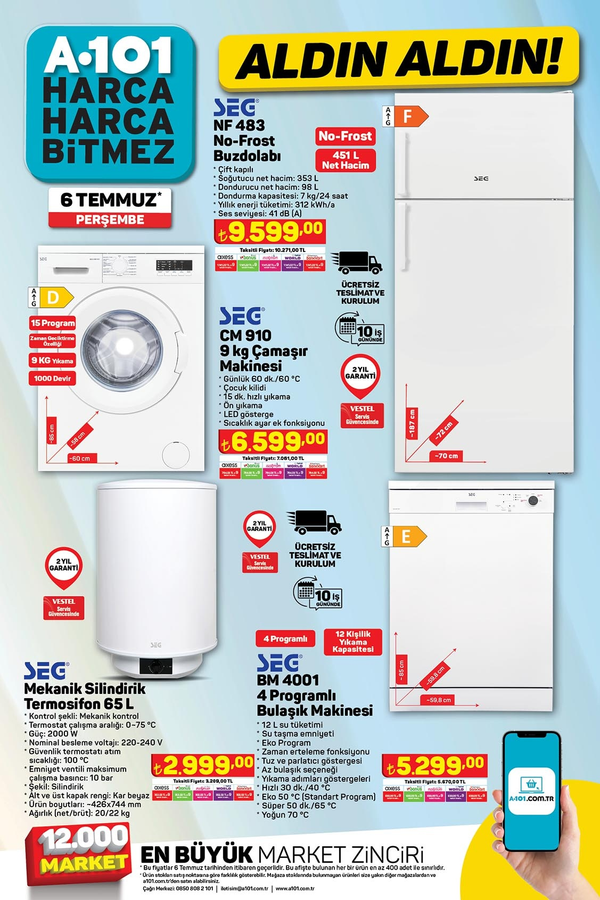 A•101
HARCA
HARCA
BİTMEZ
ALDIN ALDIN!
6 TEMMUZ*
PERŞEMBE
SEG®
NF 483
No-Frost
Buzdolabı
* Çift kapılı
* Soğutucu net hacim: 353 L
* Dondurucu net hacim: 98 L
* Dondurma kapasitesi: 7 kg/24 saat
* Yıllık enerji tüketimi: 312 kWh/a
* Ses seviyesi: 41 dB (A)
No-Frost
451 L
Net Hacim
A
G
F
SEG
₺9.599,00
Taksitli Fiyatı: 10.271,00 TL
axess
bonus
maximum
WORLD
ÜCRETSİZ
TESLİMAT VE
KURULUM
10 İŞ
GÜNÜNDE
2 YIL
GARANTİ
VESTEL
Servis
Güvencesinde
~187 cm
~72 cm
~70 cm
SEG
A
G
D
15 Program
Zaman Geciktirme
Özelliği
9 KG Yıkama
1000 Devir
~85 cm
~58 cm
~60 cm
SEG®
CM 910
9 kg Çamaşır
Makinesi
* Günlük 60 dk./60 °C
* Çocuk kilidi
* 15 dk. hızlı yıkama
* Ön yıkama
* LED gösterge
* Sıcaklık ayar ek fonksiyonu
₺6.599,00
Taksitli Fiyatı: 7.061,00 TL
axess
bonus
WORLD
2 YIL
GARANTİ
VESTEL
Servis
Güvencesinde
SEG
SEG®
Mekanik Silindirik
Termosifon 65 L
* Kontrol şekli: Mekanik kontrol
* Termostat çalışma aralığı: 0-75 °C
* Güç: 2000 W
* Nominal besleme voltajı: 220-240 V
* Güvenlik termostatı atım
sıcaklığı: 100 °C
* Emniyet ventili maksimum
çalışma basıncı: 10 bar
* Şekil: Silindirik
* Alt ve üst kapak rengi: Kar beyaz
* Ürün boyutları: ~426x744 mm
* Ağırlık (net/brüt): 20/22 kg
₺2.999,00
Taksitli Fiyatı: 3.209,00 TL
2 YIL
GARANTİ
VESTEL
Servis
Güvencesinde
ÜCRETSİZ
TESLİMAT VE
KURULUM
10 İŞ
GÜNÜNDE
4 Programlı
12 Kişilik
Yıkama
Kapasitesi
SEG®
BM 4001
4 Programlı
Bulaşık Makinesi
* 12 L su tüketimi
* Su taşma emniyeti
* Eko Program
* Zaman erteleme fonksiyonu
* Tuz ve parlatıcı göstergesi
* Az bulaşık seçeneği
* Yıkama adımları göstergeleri
* Hızlı 30 dk./40 °C
* Eko 50 °C (Standart Program)
* Süper 50 dk./65 °C
* Yoğun 70 °C
A
G
E
SEG
~85 cm
~59,8 cm
~59,8 cm
₺5.299,00
Taksitli Fiyatı: 5.670,00 TL
A101.COM.TR
12.000
MARKET
EN BÜYÜK MARKET ZİNCİRİ
* Bu fiyatlar 6 Temmuz tarihinden itibaren geçerlidir. Bu afişte bulunan her bir ürün en az 400 adet ile sınırlıdır.
* Ürün stokları satış noktasına göre farklılık gösterebilir. Mağaza stoklarında bulunmayan ürünleri size yakın diğer mağazalardan ve
a101.com.tr'den satın alabilirsiniz.
Çağrı Merkezi: 0850 808 2 101 | iletisim@a101.com.tr | www.a101.com.tr